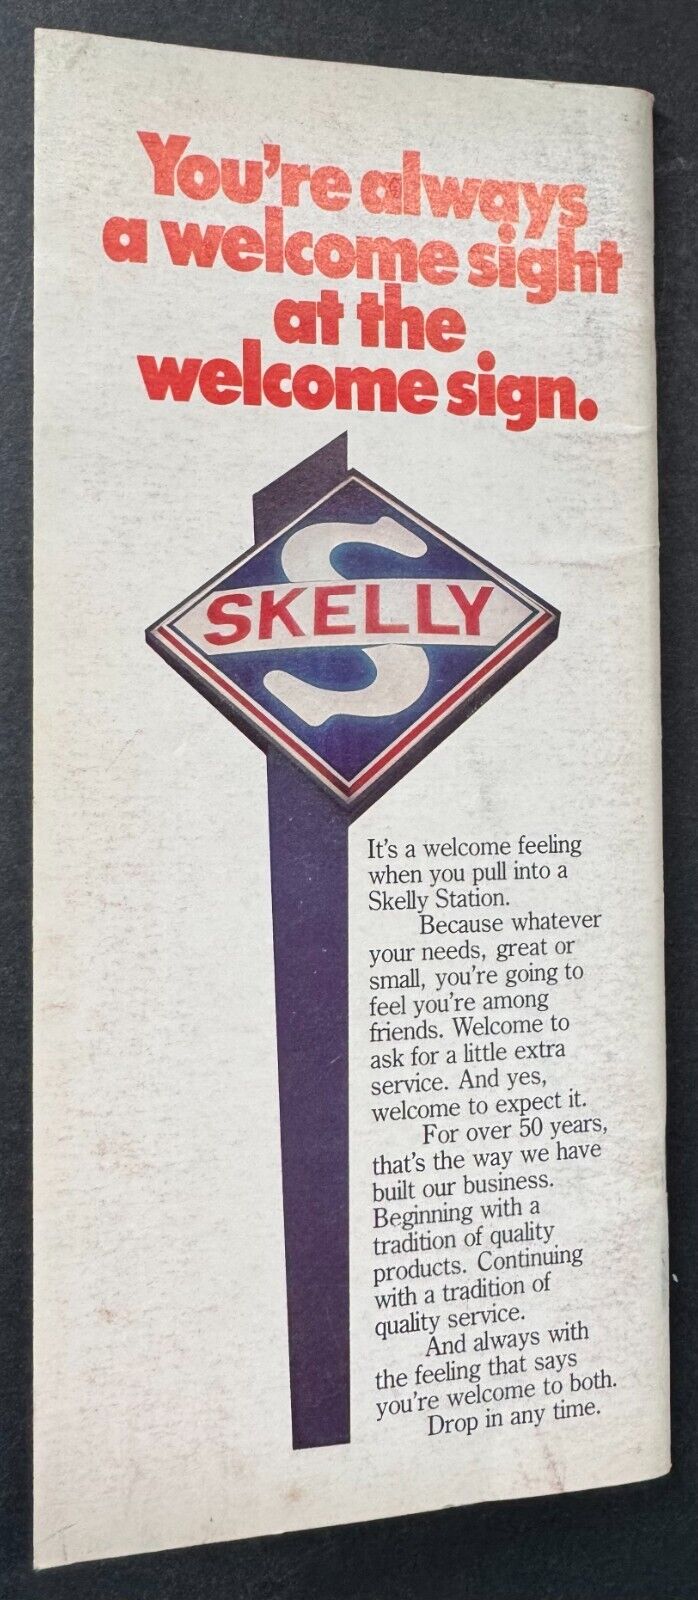 You're always
a welcome sight
at the
welcome sign.
S
SKELLY
It's a welcome feeling
when you pull into a
Skelly Station.
Because whatever
your needs, great or
small, you're going to
feel you're among
friends. Welcome to
ask for a little extra
service. And yes,
welcome to expect it.
For over 50 years,
that's the way we have
built our business.
Beginning with a
tradition of quality
products. Continuing
with a tradition of
quality service.
And always with
the feeling that says
you're welcome to both.
Drop in any time.